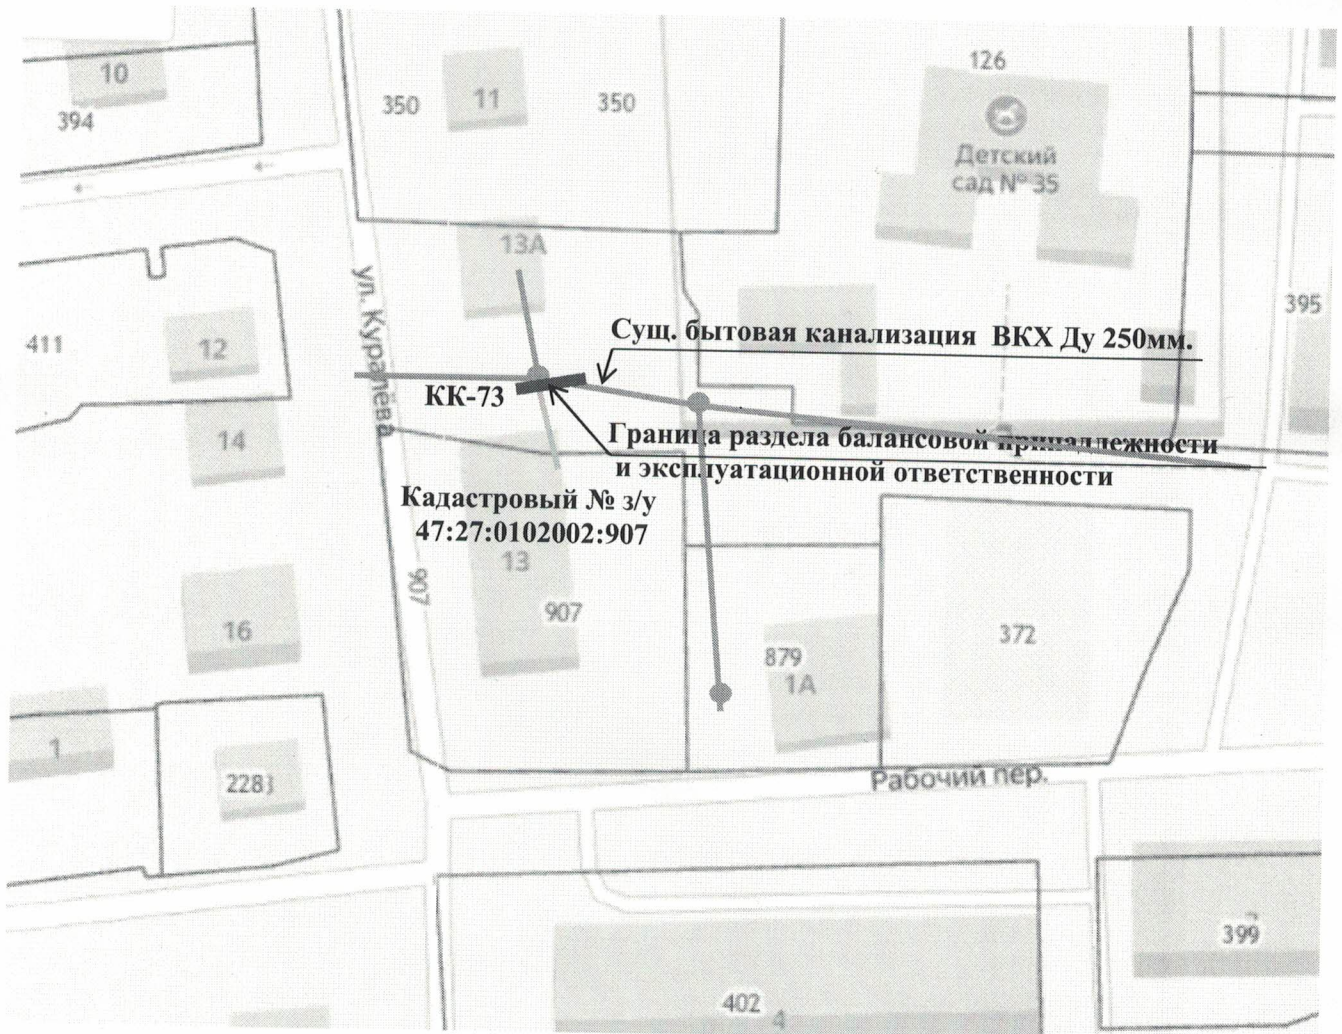 10
394
350
11
350
126
Детский
сад № 35
13А
ул. Куралёва
411
12
395
Сущ. бытовая канализация ВКХ Ду 250мм.
КК-73
14
Граница раздела балансовой принадлежности
и эксплуатационной ответственности
Кадастровый № з/у
47:27:0102002:907
13
907
907
16
879
1А
372
1
Рабочий пер.
399
402
4